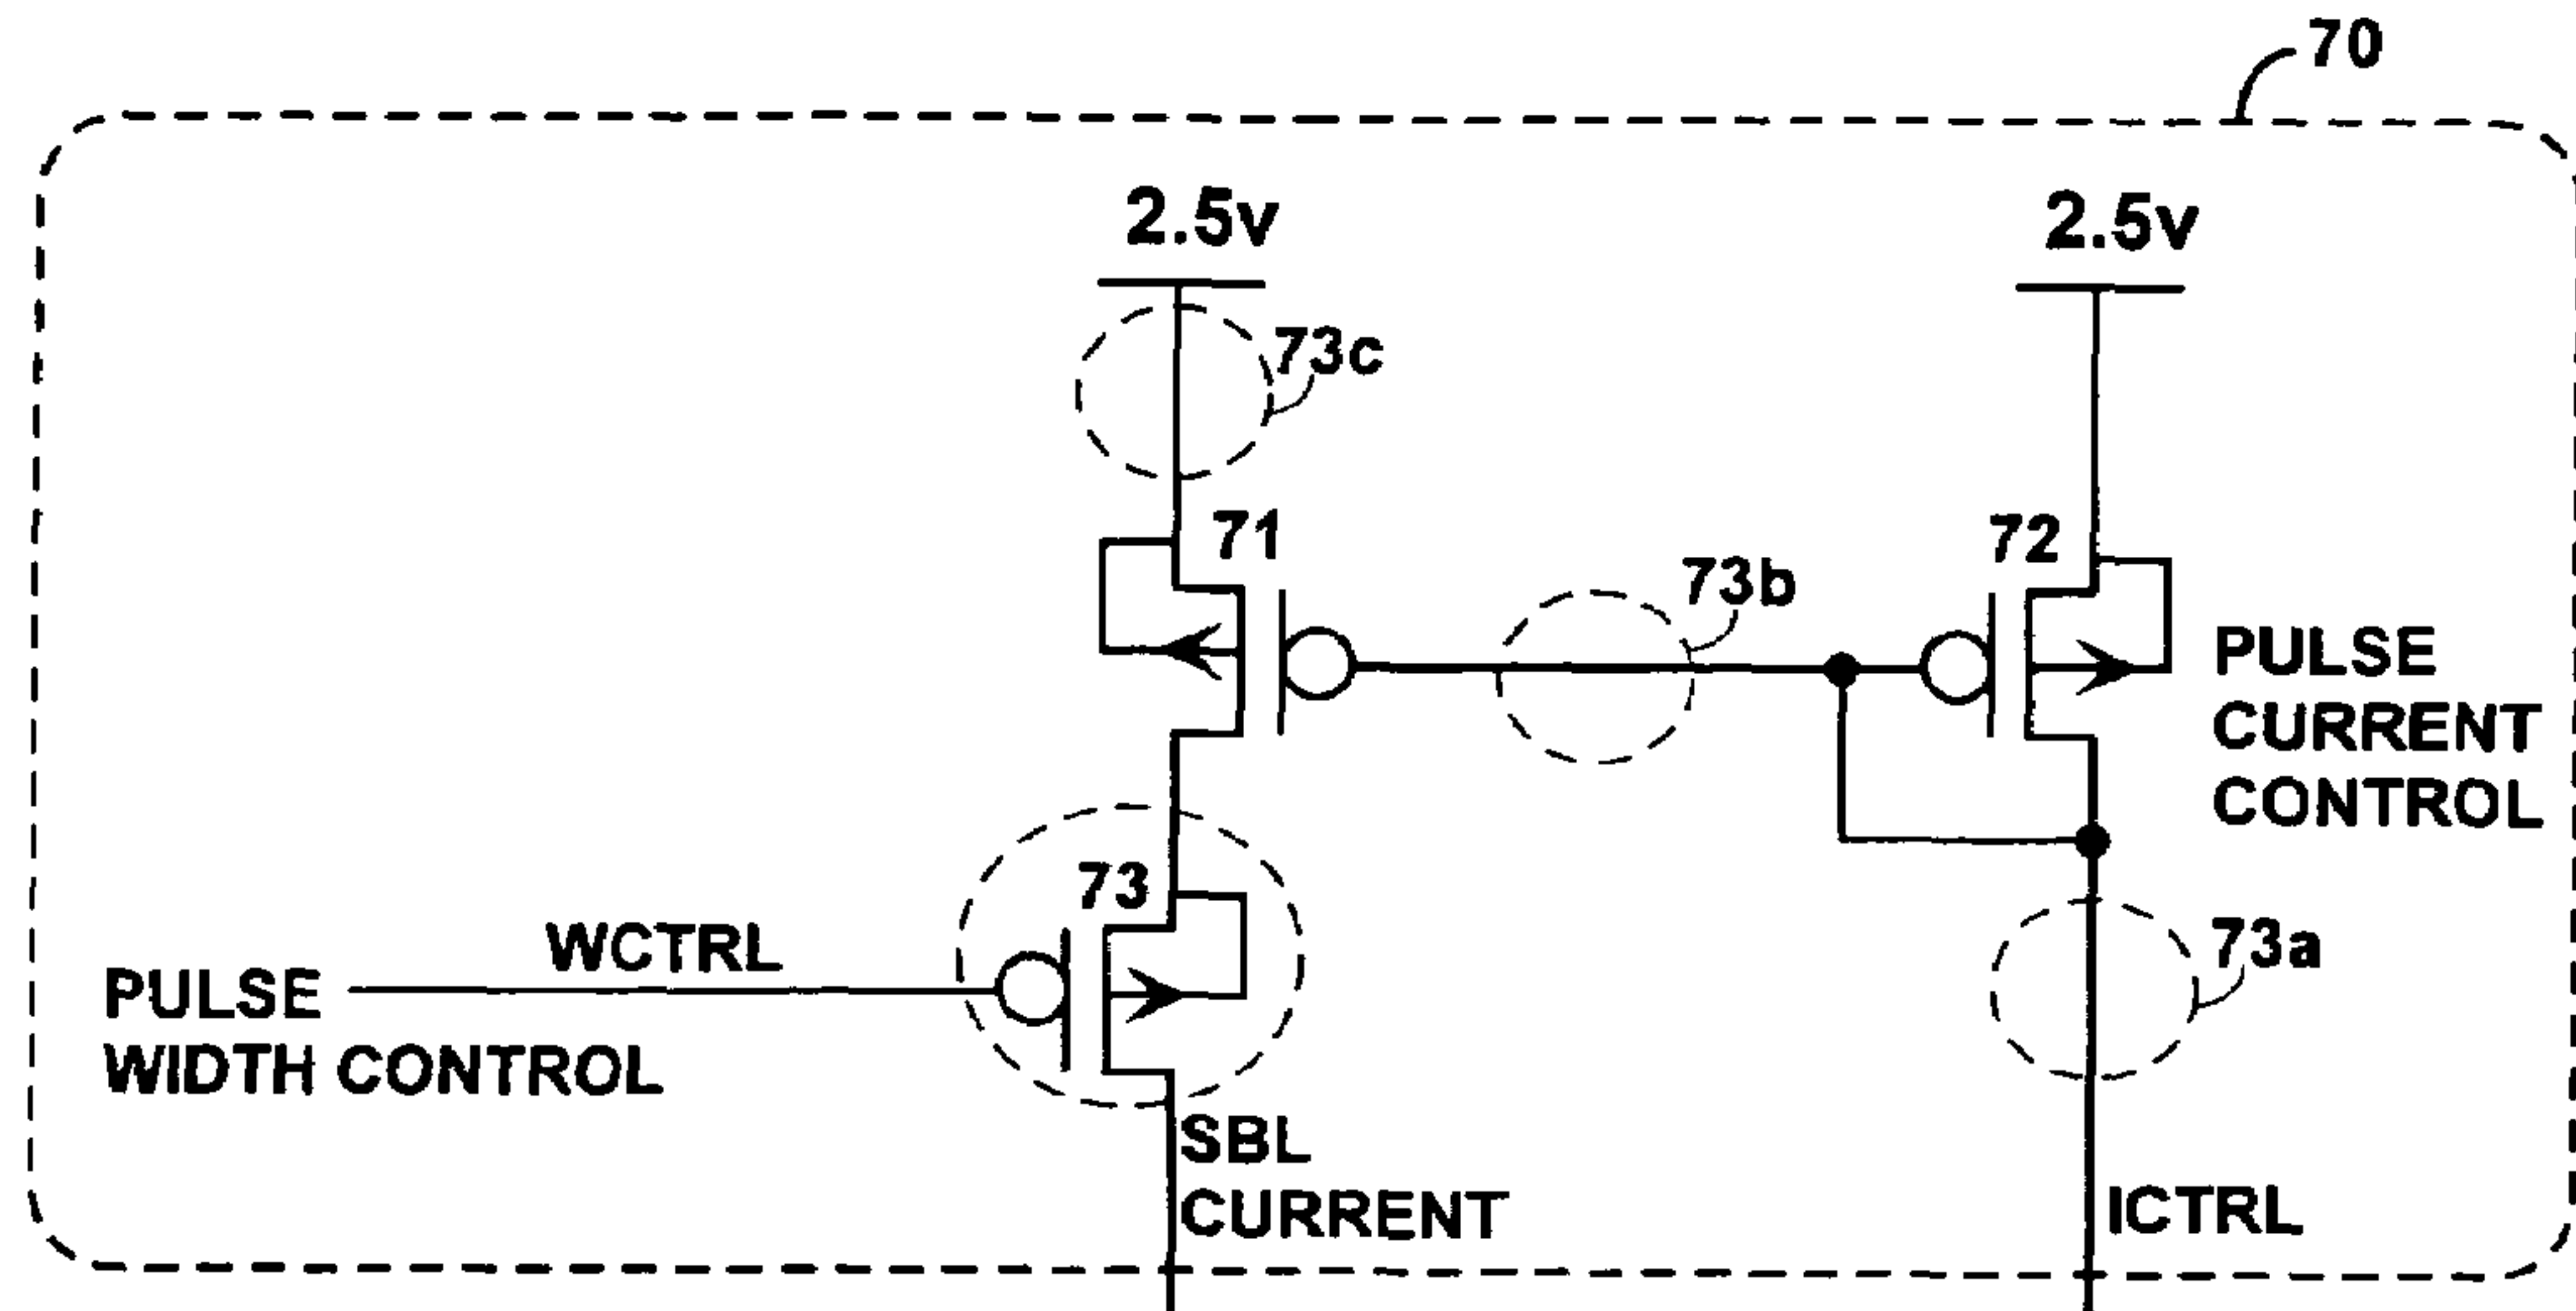 70
2.5v
2.5v
73c
71
72
73b
PULSE
CURRENT
CONTROL
73
WCTRL
PULSE
WIDTH CONTROL
73a
SBL
CURRENT
ICTRL